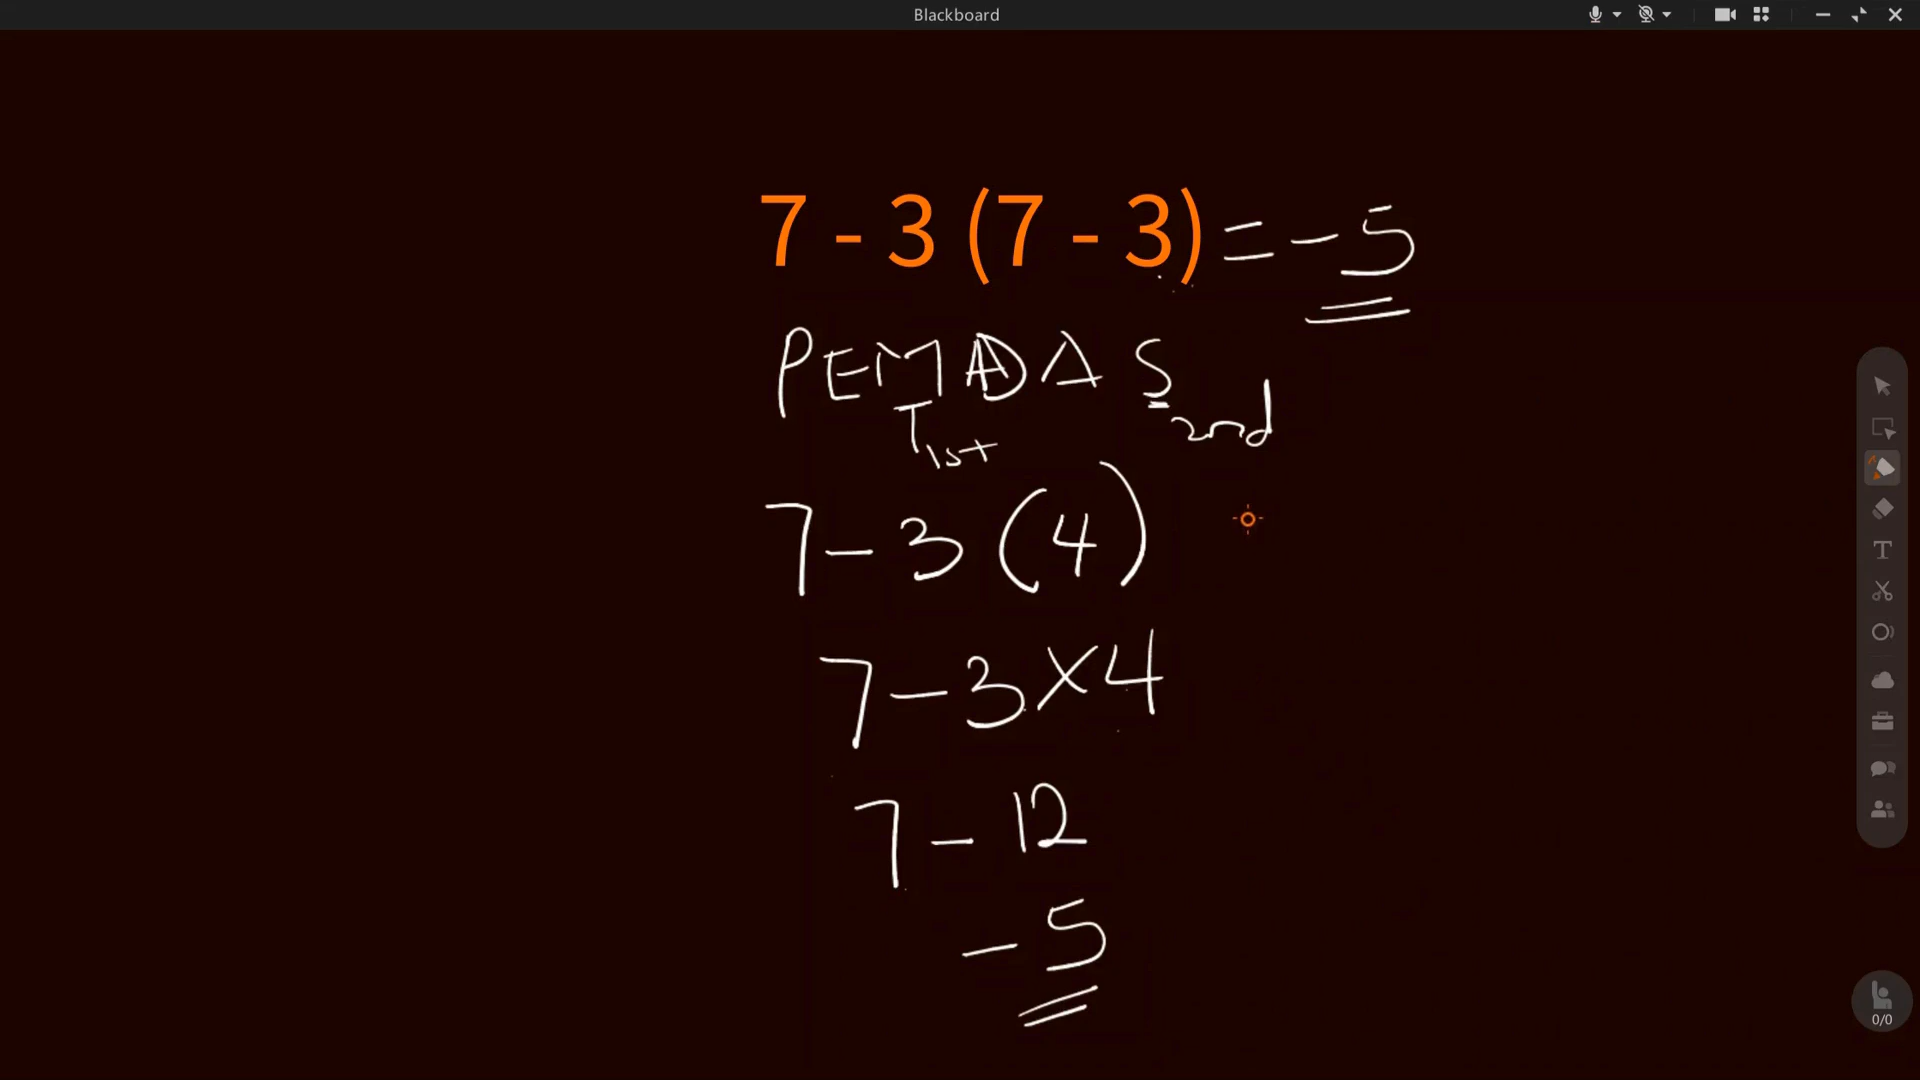 Blackboard
7 - 3 (7 - 3) = - 5
PEMDAS
1st
2nd
7 - 3 (4)
7 - 3 × 4
7 - 12
- 5
T
0/0